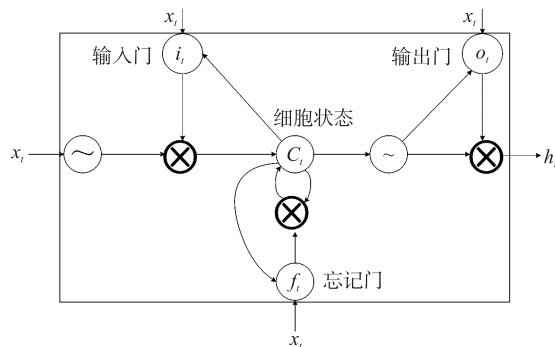 x_t x_t
输入门 i_t 输出门 o_t
细胞状态
x_t ~ C_t ~ h_t
f_t 忘记门
x_t